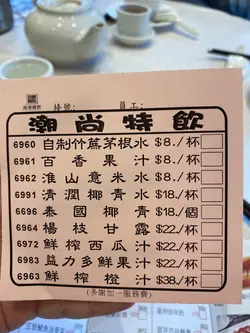 檯號: 員工:
潮尚特飲
6960 自制竹蔗茅根水 $8./杯
6961 百香果汁 $8./杯
6962 淮山意米水 $8./杯
6991 清潤椰青水 $18./杯
6696 泰國椰青 $18./個
6964 楊枝甘露 $22./杯
6972 鮮榨西瓜汁 $22./杯
6983 益力多鮮果汁 $22./杯
6963 鮮榨橙汁 $38./杯
(多謝加一服務費)